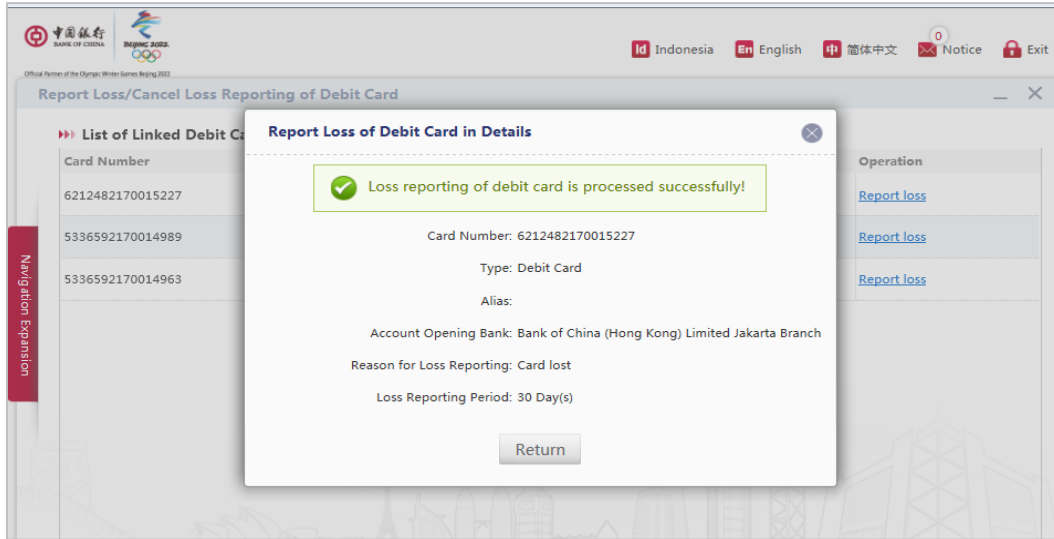 中国银行
BANK OF CHINA
BEIJING 2022
Official Partner of the Olympic Winter Games Beijing 2022
Id Indonesia En English 中 简体中文 0 Notice Exit
Report Loss/Cancel Loss Reporting of Debit Card
List of Linked Debit Ca
Report Loss of Debit Card in Details
Card Number
Operation
Loss reporting of debit card is processed successfully!
6212482170015227
Report loss
5336592170014989
Report loss
5336592170014963
Report loss
Card Number: 6212482170015227
Type: Debit Card
Alias:
Account Opening Bank: Bank of China (Hong Kong) Limited Jakarta Branch
Reason for Loss Reporting: Card lost
Loss Reporting Period: 30 Day(s)
Return
Navigation Expansion